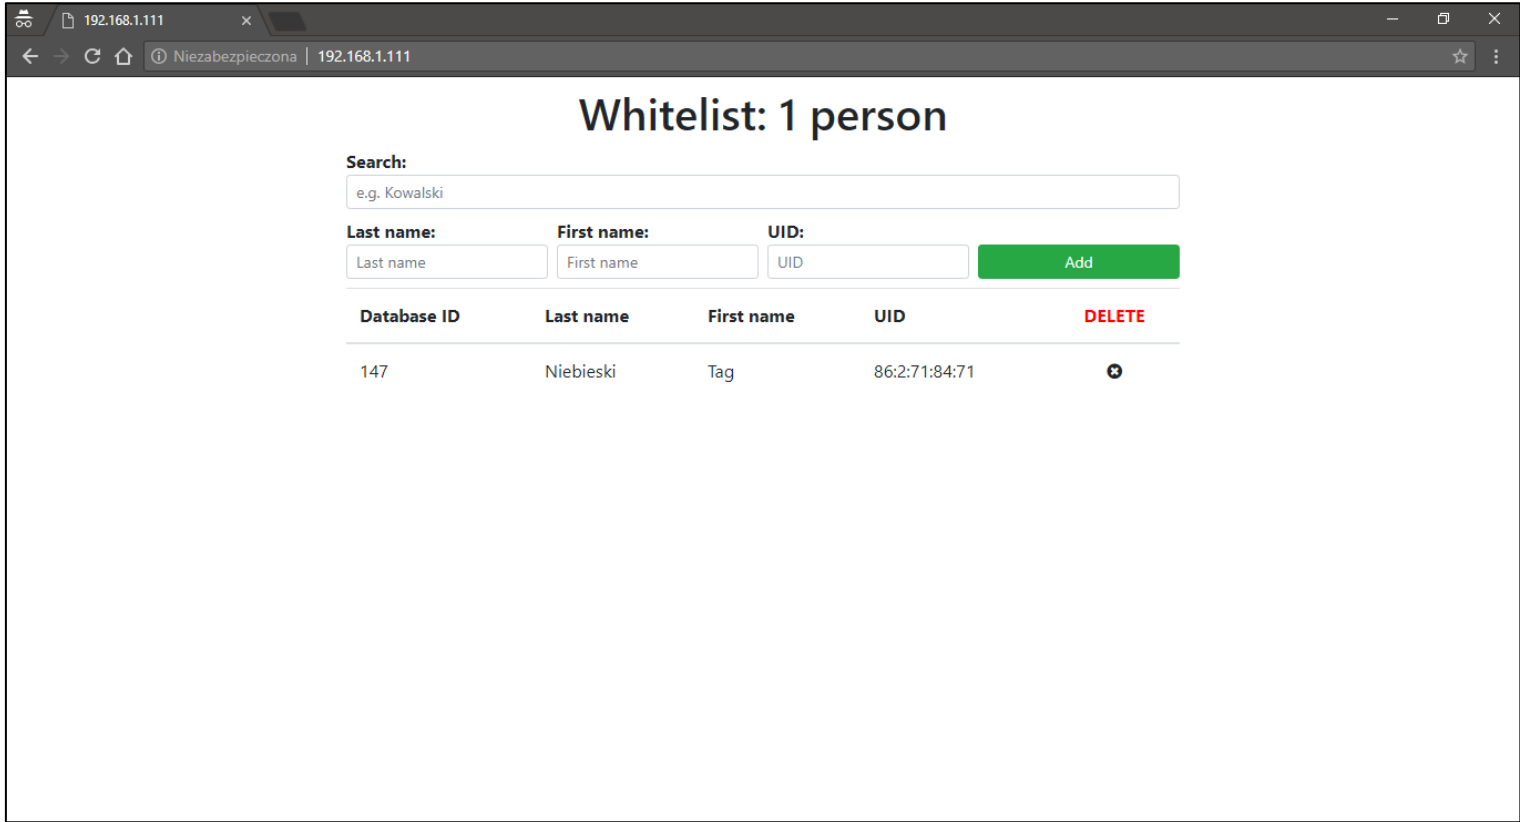 192.168.1.111
Niezabezpieczona | 192.168.1.111
Whitelist: 1 person
Search:
e.g. Kowalski
Last name: First name: UID:
Last name First name UID Add
Database ID Last name First name UID DELETE
147 Niebieski Tag 86:2:71:84:71